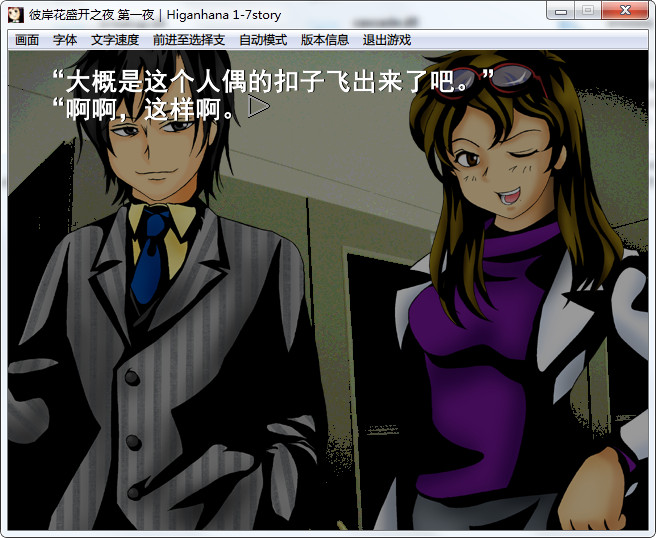 彼岸花盛开之夜 第一夜 | Higanhana 1-7story
画面 字体 文字速度 前进至选择支 自动模式 版本信息 退出游戏
“大概是这个人偶的扣子飞出来了吧。”
“啊啊，这样啊。